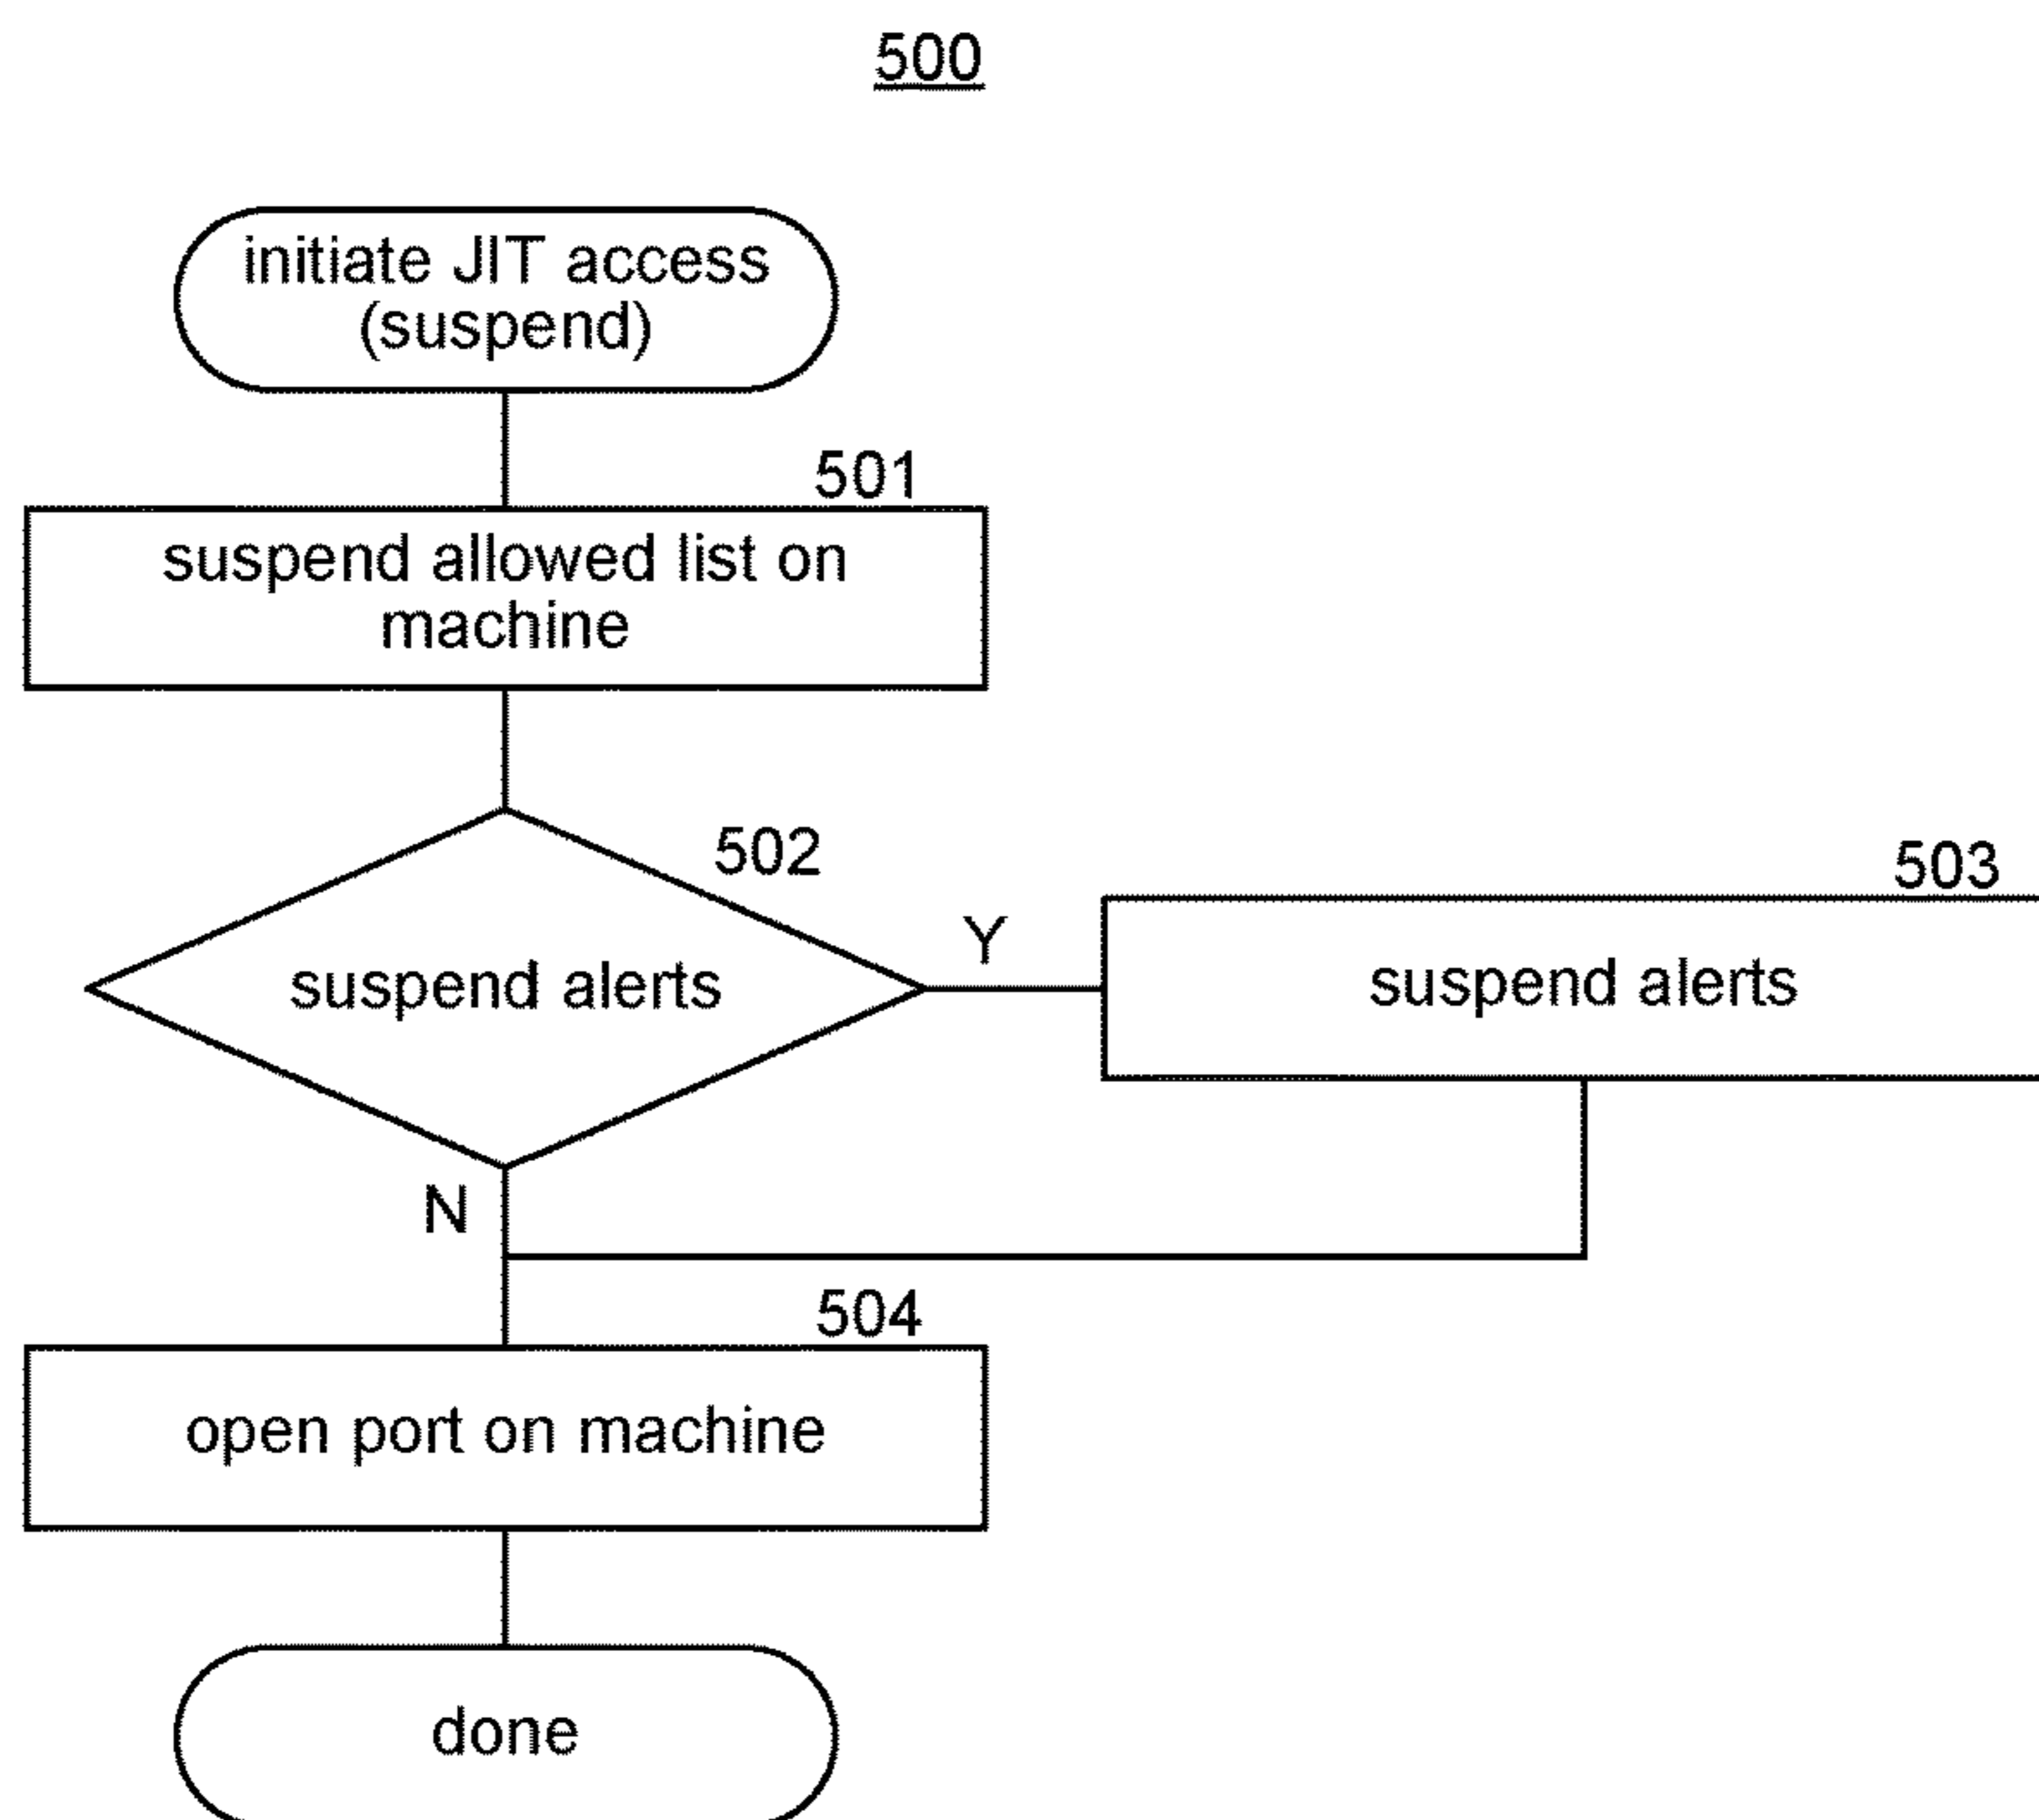 500
initiate JIT access
(suspend)
501
suspend allowed list on
machine
502
suspend alerts
Y
503
suspend alerts
N
504
open port on machine
done